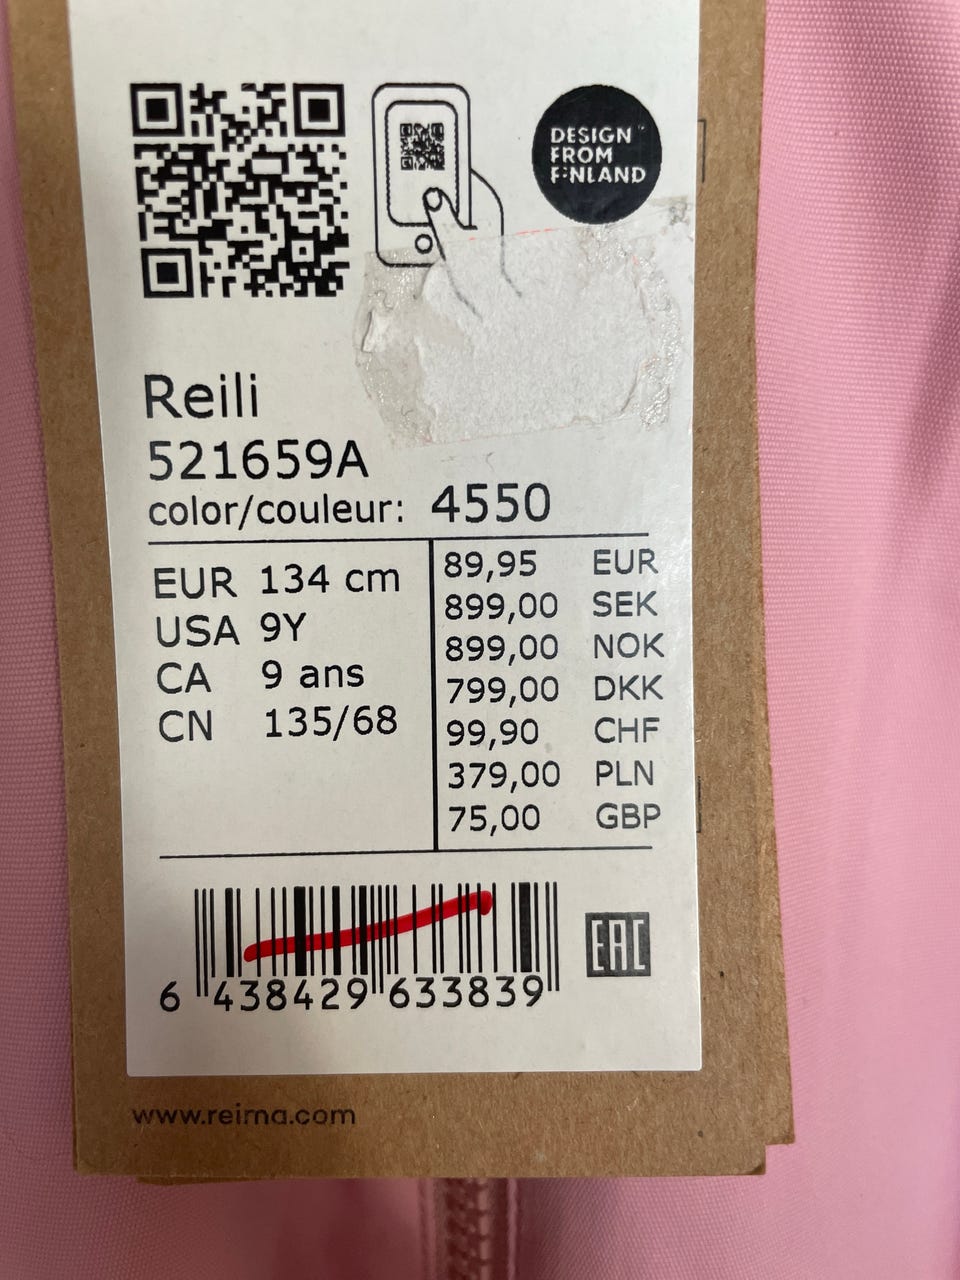 DESIGN
FROM
FINLAND
Reili
521659A
color/couleur: 4550
EUR 134 cm
USA 9Y
CA 9 ans
CN 135/68
89,95 EUR
899,00 SEK
899,00 NOK
799,00 DKK
99,90 CHF
379,00 PLN
75,00 GBP
6 438429 633839
EAC
www.reima.com